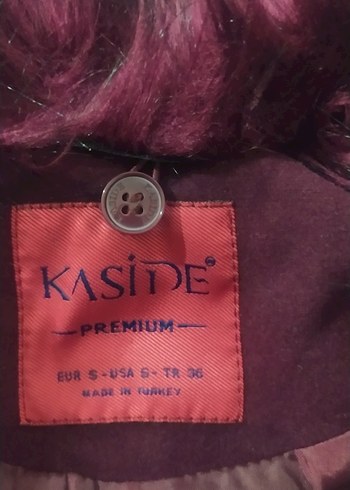 KASİDE
PREMIUM
EUR S - USA S - TR 36
MADE IN TURKEY